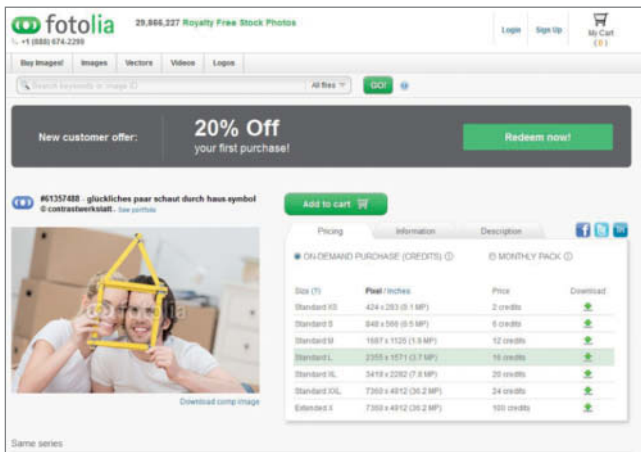 fotolia
29,866,227 Royalty Free Stock Photos
+1 (888) 674-2298
Login Sign Up My Cart
(0)
Buy Images! Images Vectors Videos Logos
Search keywords or image ID All files GO!
New customer offer: 20% Off
your first purchase!
Redeem now!
#61357488 - glückliches paar schaut durch haus-symbol
© contrastwerkstatt. See portfolio
Add to cart
Pricing Information Description
ON-DEMAND PURCHASE (CREDITS) MONTHLY PACK
Size (?) Pixel / Inches Price Download
Standard XS 424 x 283 (0.1 MP) 2 credits
Standard S 848 x 566 (0.5 MP) 6 credits
Standard M 1687 x 1125 (1.9 MP) 12 credits
Standard L 2355 x 1571 (3.7 MP) 16 credits
Standard XL 3419 x 2282 (7.8 MP) 20 credits
Standard XXL 7360 x 4912 (36.2 MP) 24 credits
Extended X 7360 x 4912 (36.2 MP) 100 credits
fotolia
Download comp image
Same series